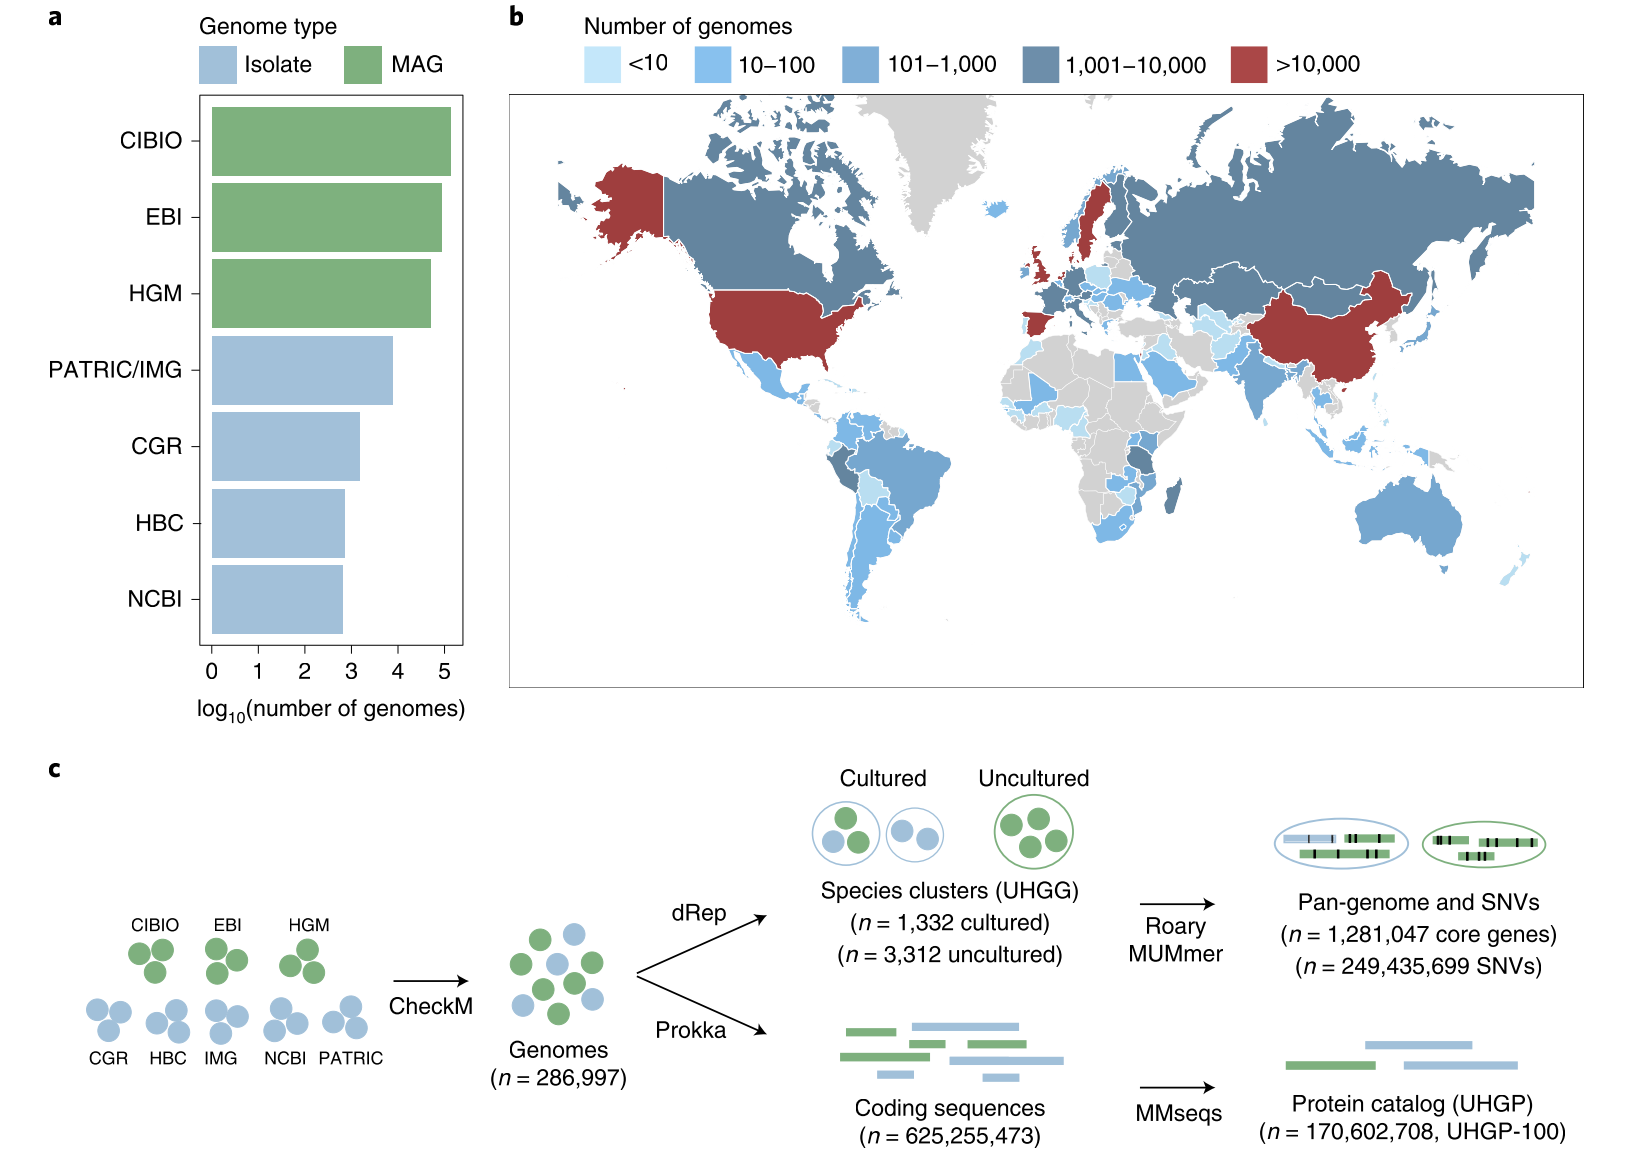 a
Genome type
Isolate
MAG
CIBIO
EBI
HGM
PATRIC/IMG
CGR
HBC
NCBI
0 1 2 3 4 5
log10(number of genomes)
b
Number of genomes
<10
10–100
101–1,000
1,001–10,000
>10,000
c
CIBIO EBI HGM
CGR HBC IMG NCBI PATRIC
CheckM
Genomes
(n = 286,997)
dRep
Prokka
Cultured
Uncultured
Species clusters (UHGG)
(n = 1,332 cultured)
(n = 3,312 uncultured)
Roary
MUMmer
Pan-genome and SNVs
(n = 1,281,047 core genes)
(n = 249,435,699 SNVs)
Coding sequences
(n = 625,255,473)
MMseqs
Protein catalog (UHGP)
(n = 170,602,708, UHGP-100)